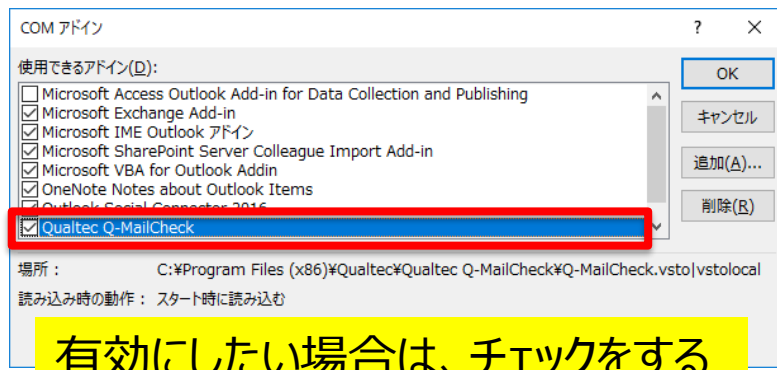 COM アドイン
? ×
使用できるアドイン(D):
Microsoft Access Outlook Add-in for Data Collection and Publishing
Microsoft Exchange Add-in
Microsoft IME Outlook アドイン
Microsoft SharePoint Server Colleague Import Add-in
Microsoft VBA for Outlook Addin
OneNote Notes about Outlook Items
Outlook Social Connector 2016
Qualtec Q-MailCheck
OK
キャンセル
追加(A)...
削除(R)
場所： C:¥Program Files (x86)¥Qualtec¥Qualtec Q-MailCheck¥Q-MailCheck.vsto|vstolocal
読み込み時の動作： スタート時に読み込む
有効にしたい場合は、チェックをする